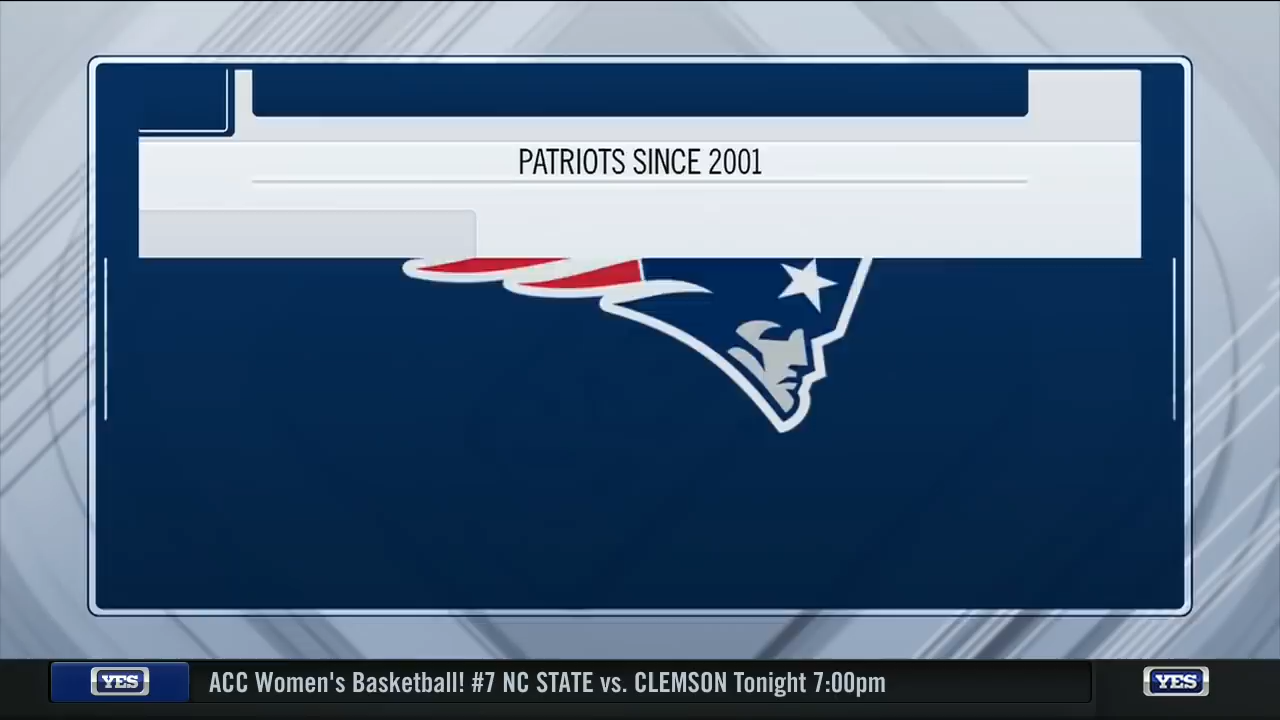 PATRIOTS SINCE 2001
YES
ACC Women's Basketball! #7 NC STATE vs. CLEMSON Tonight 7:00pm
YES